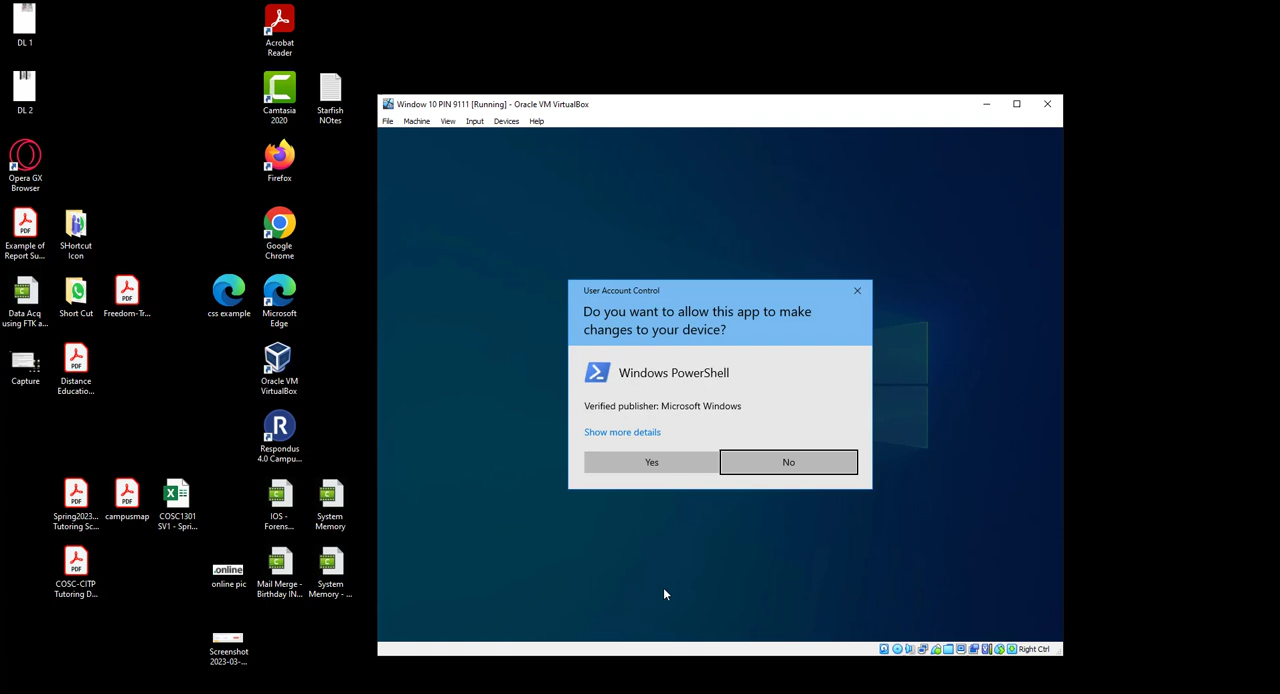 DL 1
DL 2
Opera GX
Browser
Example of
Report Su...
SHortcut
Icon
Data Acq
using FTK a...
Short Cut
Freedom-Tr...
Capture
Distance
Educatio...
Spring2023...
Tutoring Sc...
campusmap
COSC1301
SV1 - Spri...
COSC-CITP
Tutoring D...
css example
.online
online pic
Screenshot
2023-03-...
Acrobat
Reader
Camtasia
2020
Starfish
NOtes
Firefox
Google
Chrome
Microsoft
Edge
Oracle VM
VirtualBox
Respondus
4.0 Campu...
IOS -
Forens...
System
Memory
Mail Merge -
Birthday IN...
System
Memory - ...
Window 10 PIN 9111 [Running] - Oracle VM VirtualBox
File Machine View Input Devices Help
User Account Control
Do you want to allow this app to make
changes to your device?
Windows PowerShell
Verified publisher: Microsoft Windows
Show more details
Yes No
Right Ctrl